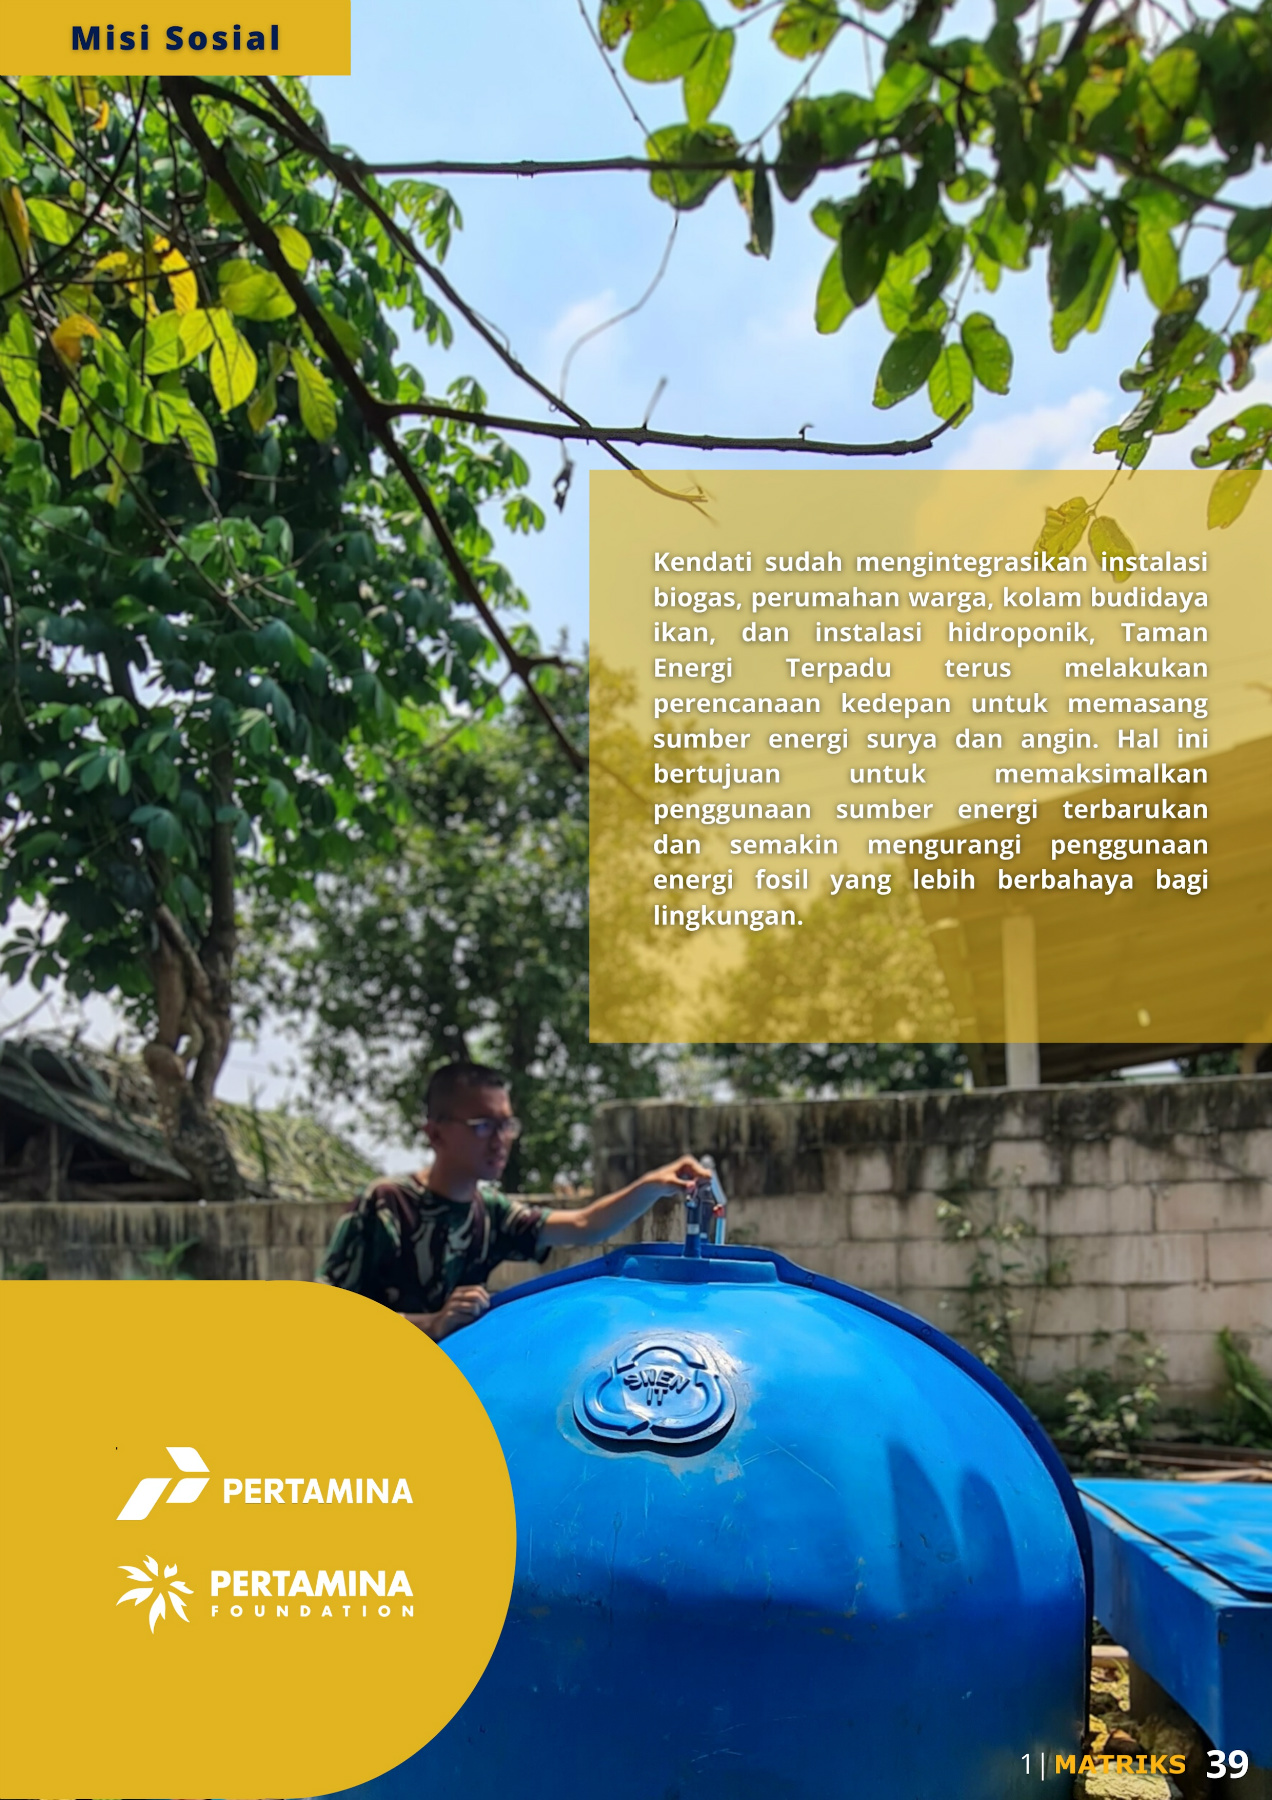 Misi Sosial
Kendati sudah mengintegrasikan instalasi
biogas, perumahan warga, kolam budidaya
ikan, dan instalasi hidroponik, Taman
Energi Terpadu terus melakukan
perencanaan kedepan untuk memasang
sumber energi surya dan angin. Hal ini
bertujuan untuk memaksimalkan
penggunaan sumber energi terbarukan
dan semakin mengurangi penggunaan
energi fosil yang lebih berbahaya bagi
lingkungan.
SWEN
IT
PERTAMINA
PERTAMINA
FOUNDATION
1| MATRIKS 39